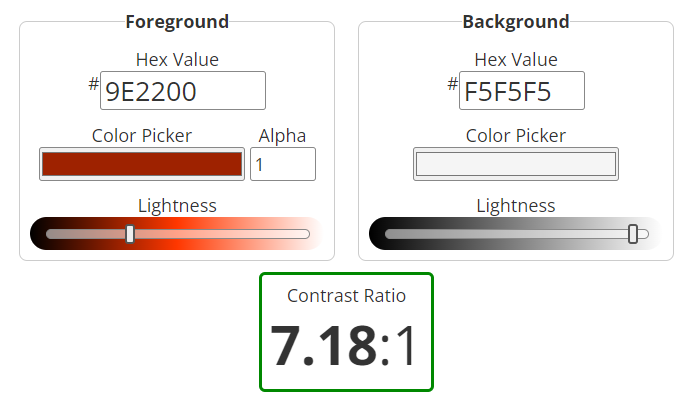 Foreground
Background
Hex Value
# 9E2200
Color Picker
Alpha
1
Lightness
Hex Value
# F5F5F5
Color Picker
Lightness
Contrast Ratio
7.18:1